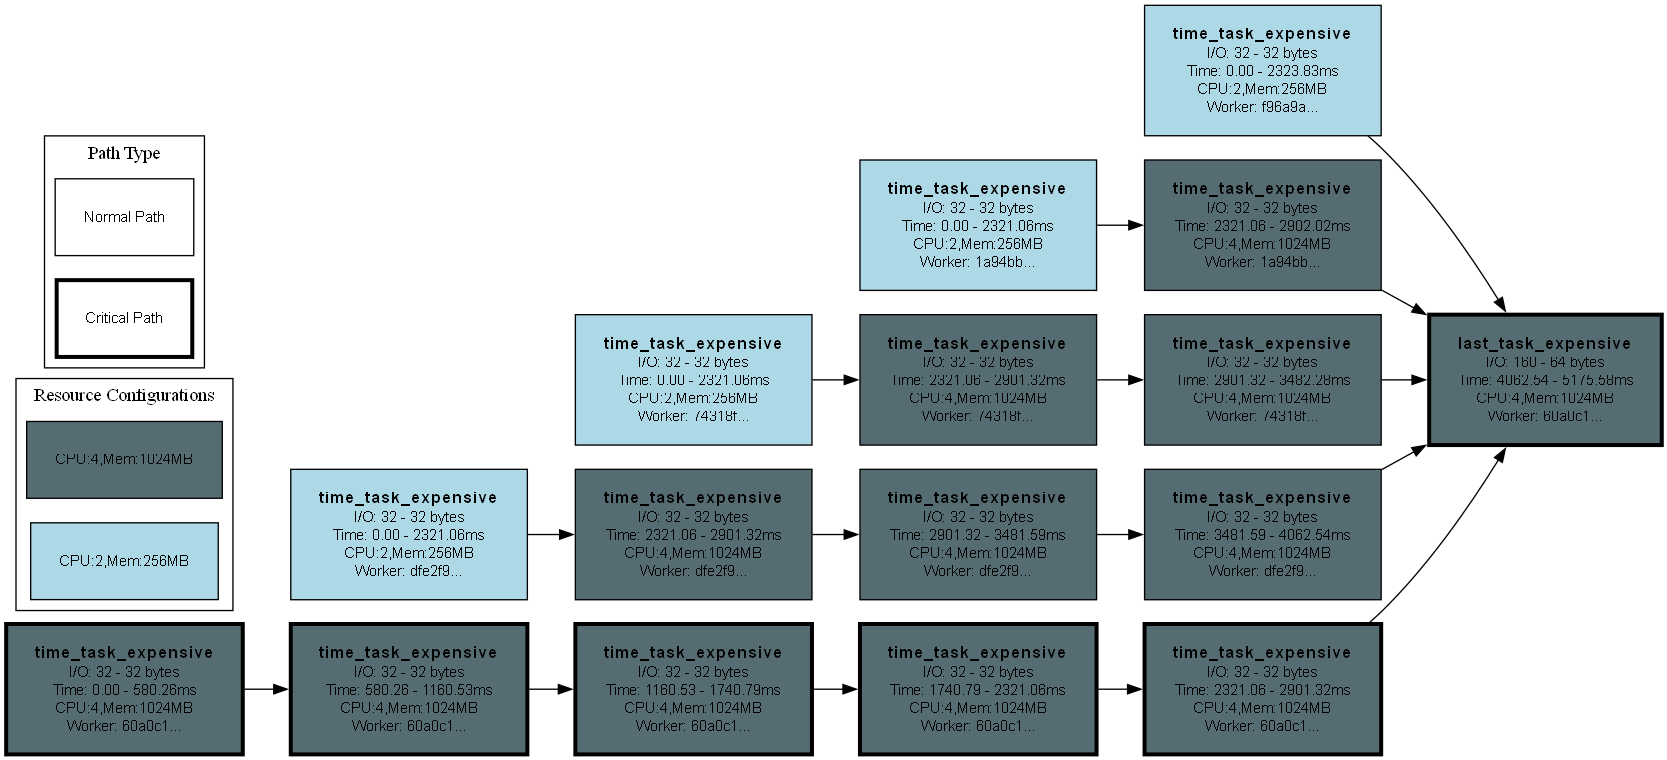 time_task_expensive
I/O: 32 - 32 bytes
Time: 0.00 - 2323.83ms
CPU:2,Mem:256MB
Worker: f96a9a...
Path Type
Normal Path
Critical Path
time_task_expensive
I/O: 32 - 32 bytes
Time: 0.00 - 2321.06ms
CPU:2,Mem:256MB
Worker: 1a94bb...
time_task_expensive
I/O: 32 - 32 bytes
Time: 2321.06 - 2902.02ms
CPU:4,Mem:1024MB
Worker: 1a94bb...
time_task_expensive
I/O: 32 - 32 bytes
Time: 0.00 - 2321.06ms
CPU:2,Mem:256MB
Worker: 74318f...
time_task_expensive
I/O: 32 - 32 bytes
Time: 2321.06 - 2901.32ms
CPU:4,Mem:1024MB
Worker: 74318f...
time_task_expensive
I/O: 32 - 32 bytes
Time: 2901.32 - 3482.28ms
CPU:4,Mem:1024MB
Worker: 74318f...
last_task_expensive
I/O: 160 - 64 bytes
Time: 4062.54 - 5175.58ms
CPU:4,Mem:1024MB
Worker: 60a0c1...
Resource Configurations
CPU:4,Mem:1024MB
CPU:2,Mem:256MB
time_task_expensive
I/O: 32 - 32 bytes
Time: 0.00 - 2321.06ms
CPU:2,Mem:256MB
Worker: dfe2f9...
time_task_expensive
I/O: 32 - 32 bytes
Time: 2321.06 - 2901.32ms
CPU:4,Mem:1024MB
Worker: dfe2f9...
time_task_expensive
I/O: 32 - 32 bytes
Time: 2901.32 - 3481.59ms
CPU:4,Mem:1024MB
Worker: dfe2f9...
time_task_expensive
I/O: 32 - 32 bytes
Time: 3481.59 - 4062.54ms
CPU:4,Mem:1024MB
Worker: dfe2f9...
time_task_expensive
I/O: 32 - 32 bytes
Time: 0.00 - 580.26ms
CPU:4,Mem:1024MB
Worker: 60a0c1...
time_task_expensive
I/O: 32 - 32 bytes
Time: 580.26 - 1160.53ms
CPU:4,Mem:1024MB
Worker: 60a0c1...
time_task_expensive
I/O: 32 - 32 bytes
Time: 1160.53 - 1740.79ms
CPU:4,Mem:1024MB
Worker: 60a0c1...
time_task_expensive
I/O: 32 - 32 bytes
Time: 1740.79 - 2321.06ms
CPU:4,Mem:1024MB
Worker: 60a0c1...
time_task_expensive
I/O: 32 - 32 bytes
Time: 2321.06 - 2901.32ms
CPU:4,Mem:1024MB
Worker: 60a0c1...